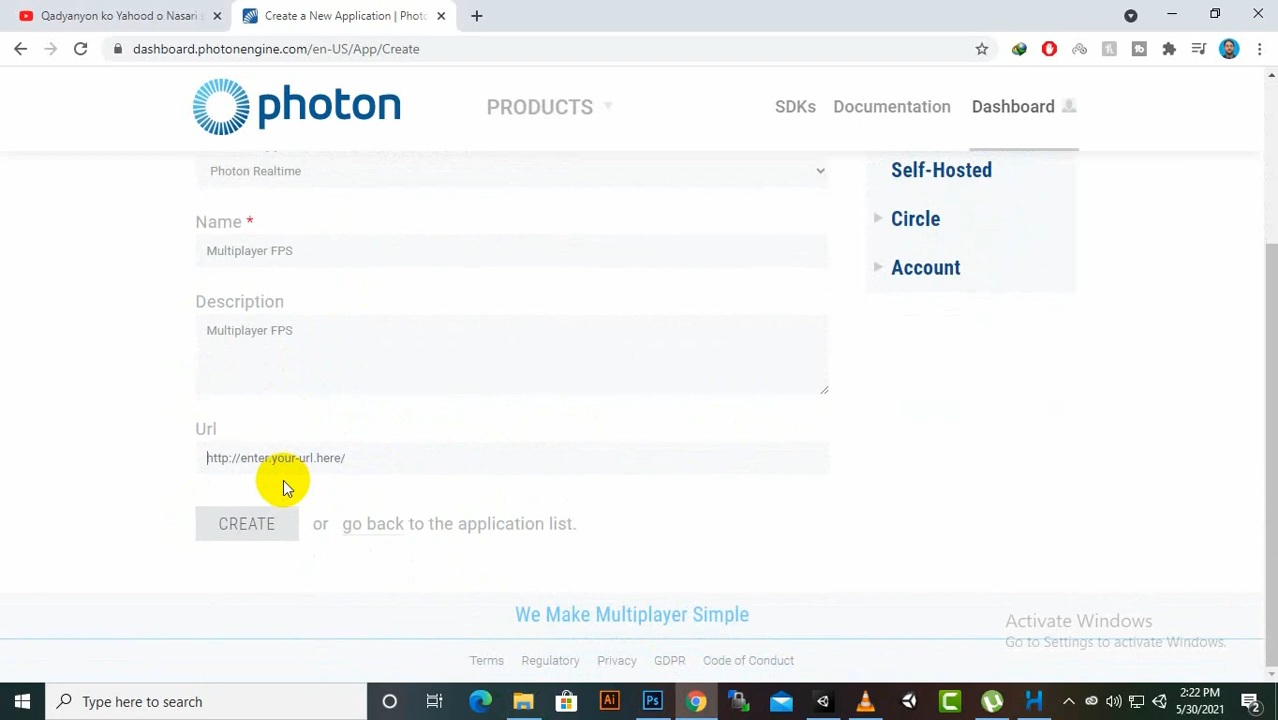 Qadyanyon ko Yahood o Nasari
Create a New Application | Phot
dashboard.photonengine.com/en-US/App/Create
photon
PRODUCTS
SDKs
Documentation
Dashboard
Photon Realtime
Self-Hosted
Name *
Circle
Multiplayer FPS
Account
Description
Multiplayer FPS
Url
http://enter.your-url.here/
CREATE or go back to the application list.
We Make Multiplayer Simple
Activate Windows
Go to Settings to activate Windows.
Terms Regulatory Privacy GDPR Code of Conduct
Type here to search
2:22 PM
5/30/2021